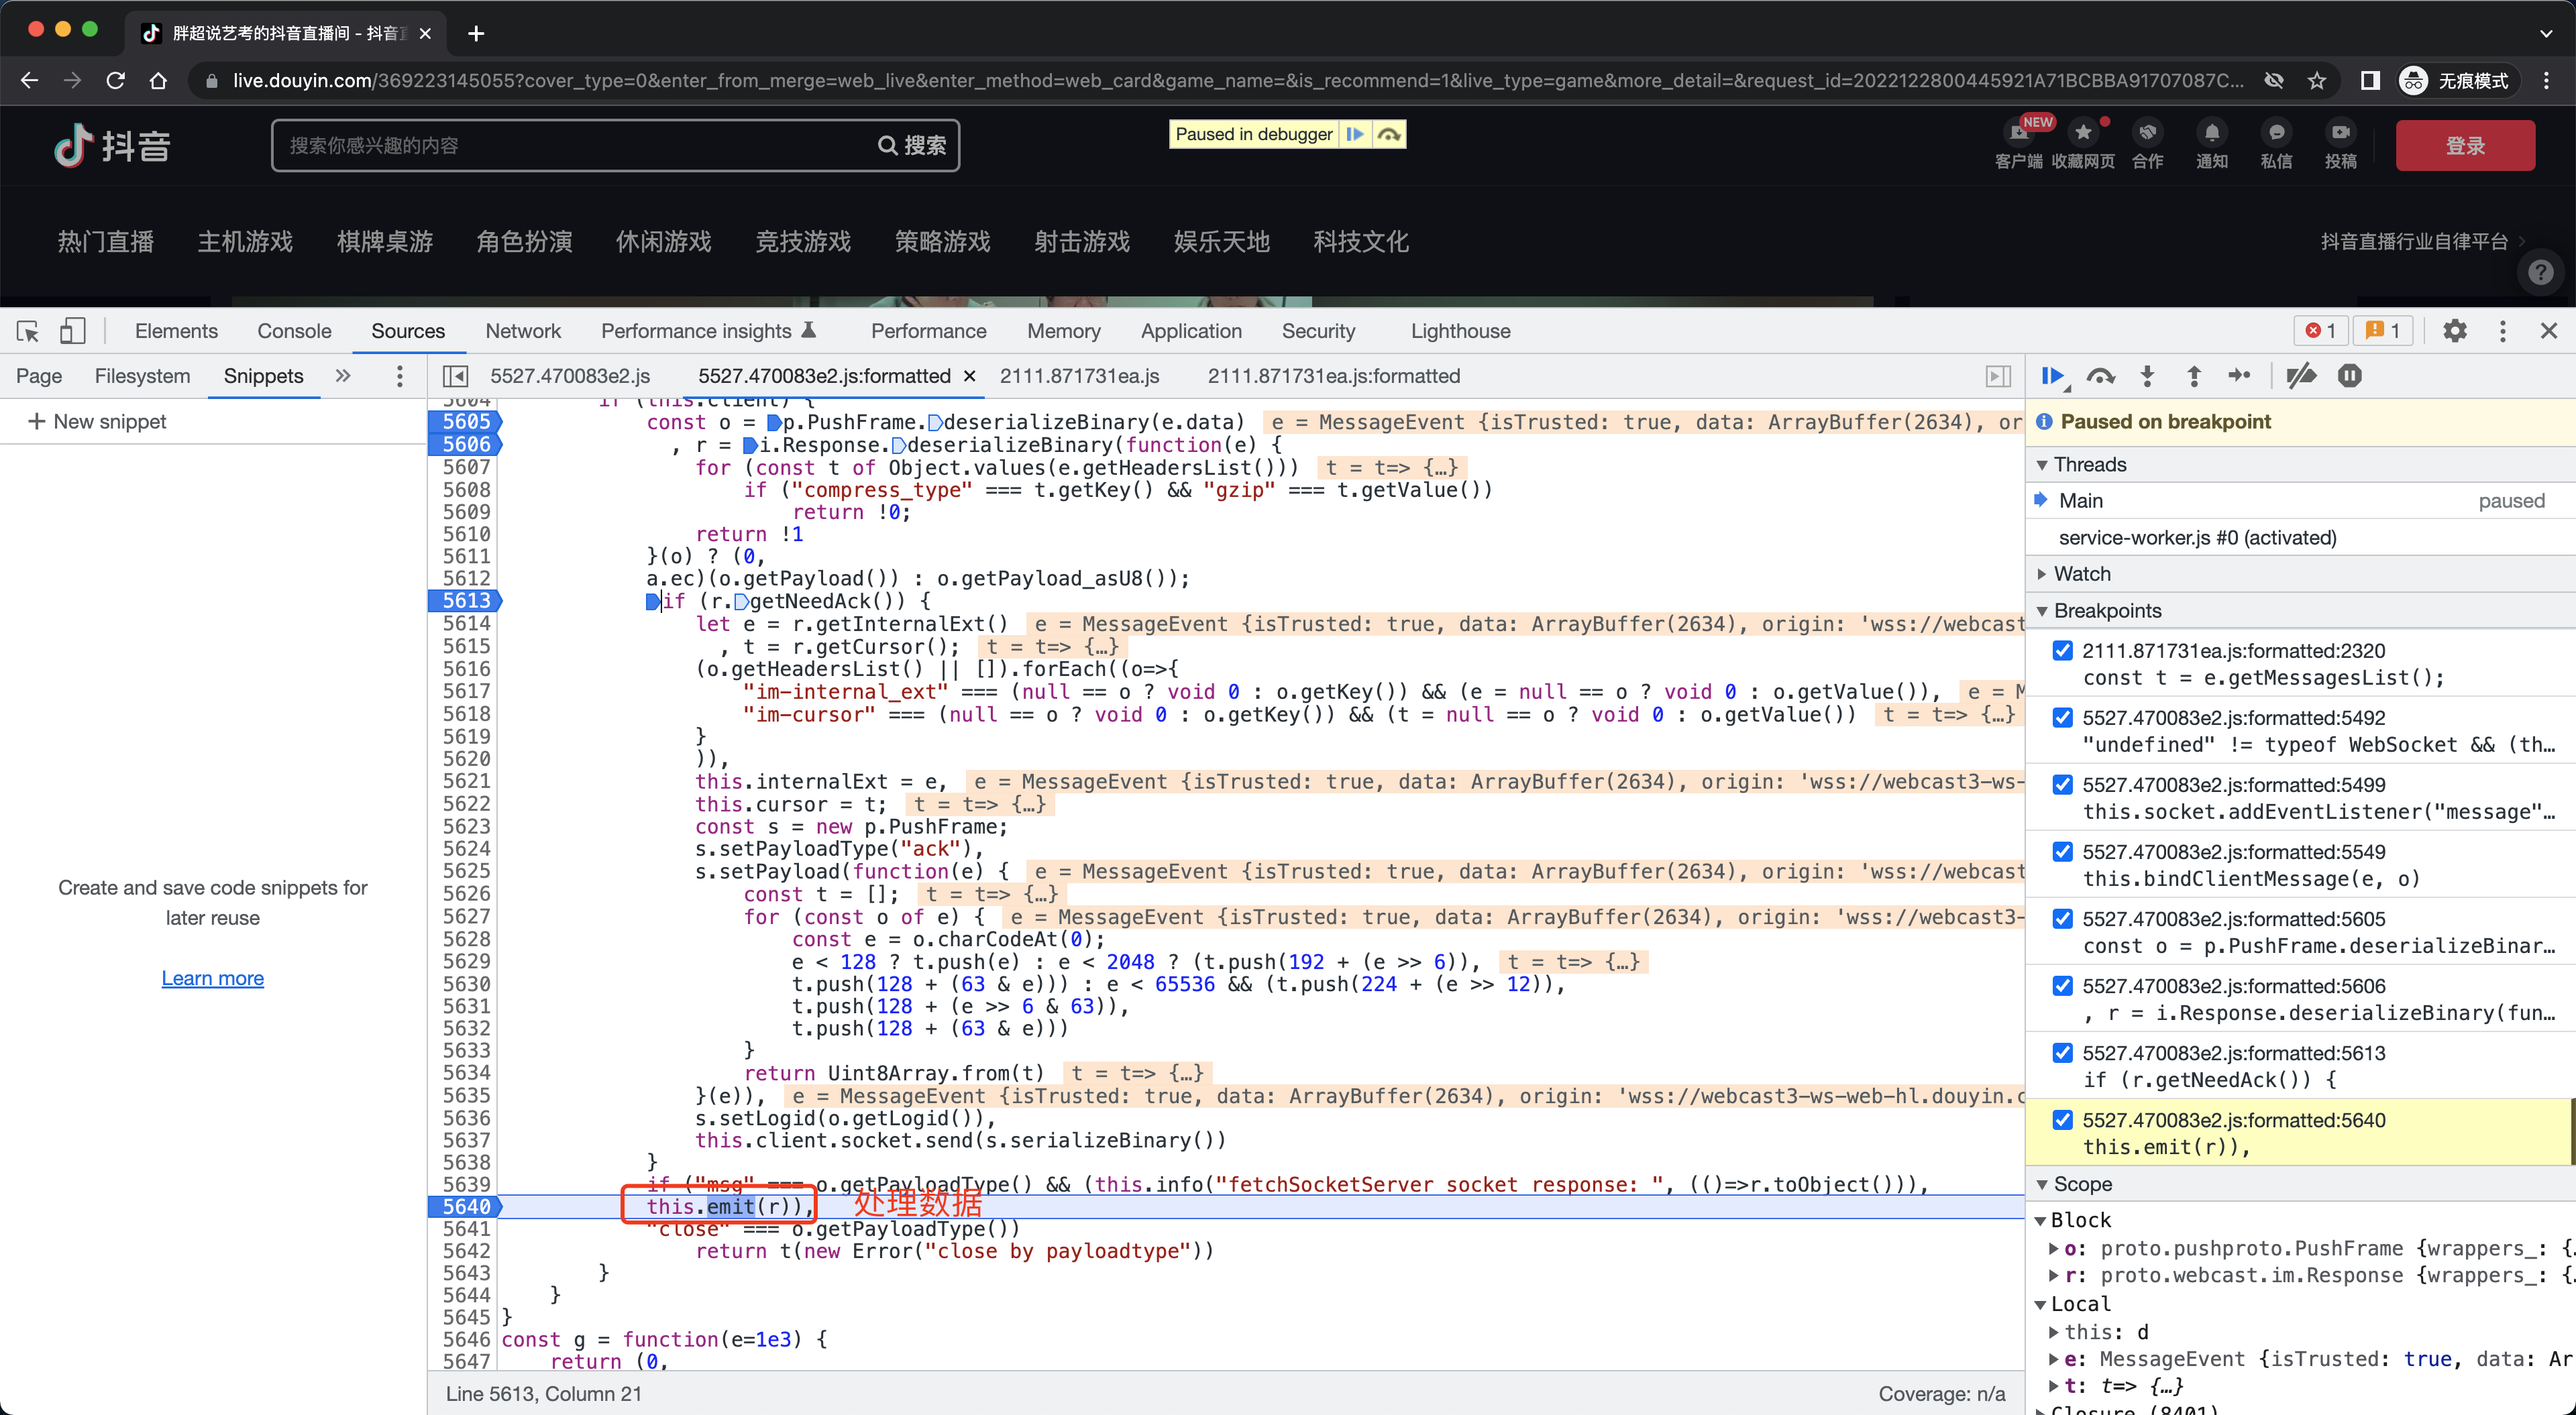 胖超说艺考的抖音直播间 - 抖音直
live.douyin.com/369223145055?cover_type=0&enter_from_merge=web_live&enter_method=web_card&game_name=&is_recommend=1&live_type=game&more_detail=&request_id=2022122800445921A71BCBBA91707087C...
无痕模式
抖音
搜索你感兴趣的内容
搜索
Paused in debugger
NEW
客户端 收藏网页 合作 通知 私信 投稿
登录
热门直播 主机游戏 棋牌桌游 角色扮演 休闲游戏 竞技游戏 策略游戏 射击游戏 娱乐天地 科技文化
抖音直播行业自律平台
Elements Console Sources Network Performance insights Performance Memory Application Security Lighthouse
1 1
Page Filesystem Snippets
5527.470083e2.js 5527.470083e2.js:formatted 2111.871731ea.js 2111.871731ea.js:formatted
New snippet
Create and save code snippets for
later reuse
Learn more
5604 if (this.client) {
5605 const o = p.PushFrame.deserializeBinary(e.data) e = MessageEvent {isTrusted: true, data: ArrayBuffer(2634), or
5606 , r = i.Response.deserializeBinary(function(e) {
5607 for (const t of Object.values(e.getHeadersList())) t = t=> {…}
5608 if ("compress_type" === t.getKey() && "gzip" === t.getValue())
5609 return !0;
5610 return !1
5611 }(o) ? (0,
5612 a.ec)(o.getPayload()) : o.getPayload_asU8());
5613 if (r.getNeedAck()) {
5614 let e = r.getInternalExt() e = MessageEvent {isTrusted: true, data: ArrayBuffer(2634), origin: 'wss://webcast
5615 , t = r.getCursor(); t = t=> {…}
5616 (o.getHeadersList() || []).forEach((o=>{
5617 "im-internal_ext" === (null == o ? void 0 : o.getKey()) && (e = null == o ? void 0 : o.getValue()), e = M
5618 "im-cursor" === (null == o ? void 0 : o.getKey()) && (t = null == o ? void 0 : o.getValue()) t = t=> {…}
5619 }
5620 )),
5621 this.internalExt = e, e = MessageEvent {isTrusted: true, data: ArrayBuffer(2634), origin: 'wss://webcast3-ws-
5622 this.cursor = t; t = t=> {…}
5623 const s = new p.PushFrame;
5624 s.setPayloadType("ack"),
5625 s.setPayload(function(e) { e = MessageEvent {isTrusted: true, data: ArrayBuffer(2634), origin: 'wss://webcast
5626 const t = []; t = t=> {…}
5627 for (const o of e) { e = MessageEvent {isTrusted: true, data: ArrayBuffer(2634), origin: 'wss://webcast3-
5628 const e = o.charCodeAt(0);
5629 e < 128 ? t.push(e) : e < 2048 ? (t.push(192 + (e >> 6)), t = t=> {…}
5630 t.push(128 + (63 & e))) : e < 65536 && (t.push(224 + (e >> 12)),
5631 t.push(128 + (e >> 6 & 63)),
5632 t.push(128 + (63 & e)))
5633 }
5634 return Uint8Array.from(t) t = t=> {…}
5635 }(e)), e = MessageEvent {isTrusted: true, data: ArrayBuffer(2634), origin: 'wss://webcast3-ws-web-hl.douyin.c
5636 s.setLogid(o.getLogid()),
5637 this.client.socket.send(s.serializeBinary())
5638 }
5639 if ("msg" === o.getPayloadType() && (this.info("fetchSocketServer socket response: ", (()=>r.toObject())),
5640 this.emit(r)), 处理数据
5641 "close" === o.getPayloadType())
5642 return t(new Error("close by payloadtype"))
5643 }
5644 }
5645 }
5646 const g = function(e=1e3) {
5647 return (0,
Line 5613, Column 21
Coverage: n/a
Paused on breakpoint
Threads
Main paused
service-worker.js #0 (activated)
Watch
Breakpoints
2111.871731ea.js:formatted:2320
const t = e.getMessagesList();
5527.470083e2.js:formatted:5492
"undefined" != typeof WebSocket && (th…
5527.470083e2.js:formatted:5499
this.socket.addEventListener("message"…
5527.470083e2.js:formatted:5549
this.bindClientMessage(e, o)
5527.470083e2.js:formatted:5605
const o = p.PushFrame.deserializeBinar…
5527.470083e2.js:formatted:5606
, r = i.Response.deserializeBinary(fun…
5527.470083e2.js:formatted:5613
if (r.getNeedAck()) {
5527.470083e2.js:formatted:5640
this.emit(r)),
Scope
Block
o: proto.pushproto.PushFrame {wrappers_: {…
r: proto.webcast.im.Response {wrappers_: {…
Local
this: d
e: MessageEvent {isTrusted: true, data: Ar
t: t=> {…}
Closure (8401)